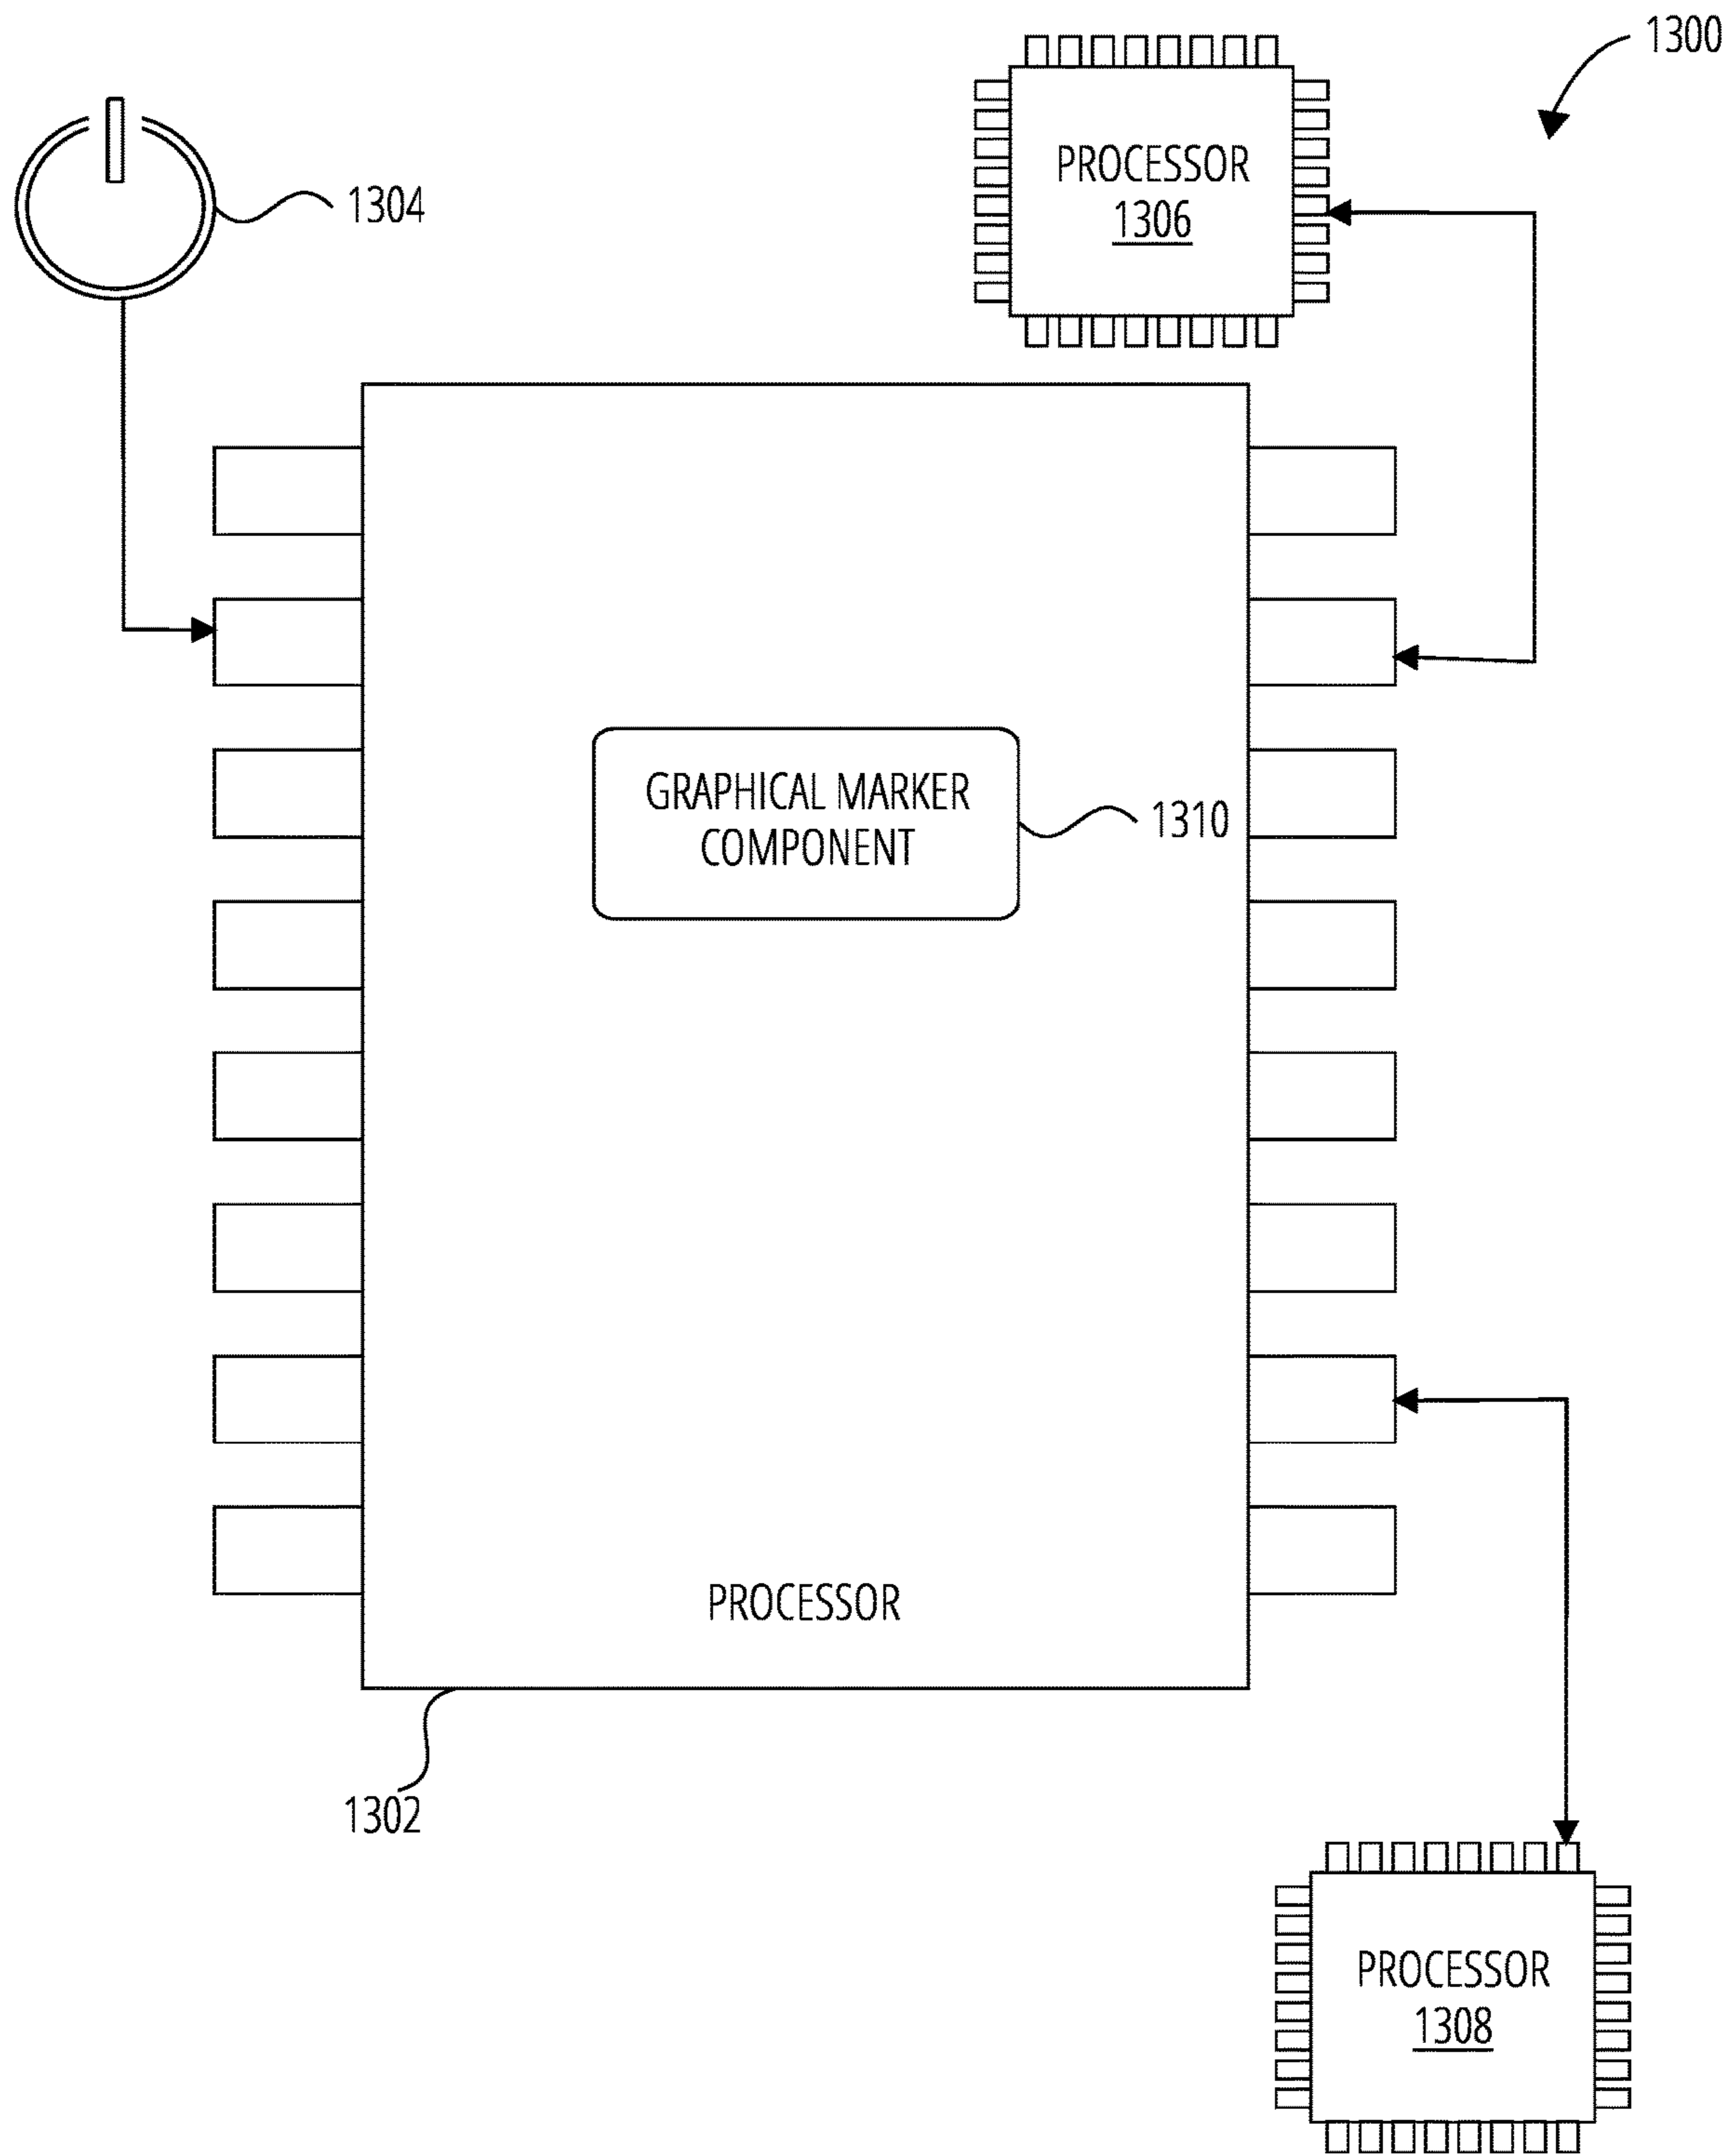 1300
PROCESSOR
1306
1304
GRAPHICAL MARKER
COMPONENT
1310
PROCESSOR
1302
PROCESSOR
1308